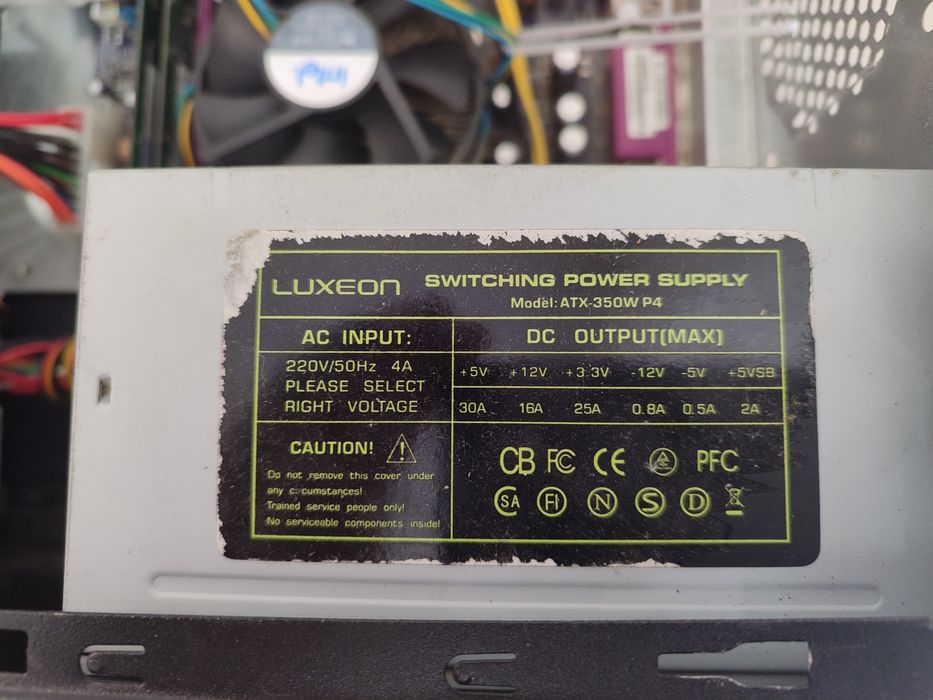 LUXEON SWITCHING POWER SUPPLY
Model: ATX-350W P4
AC INPUT:
220V/50Hz 4A
PLEASE SELECT
RIGHT VOLTAGE
DC OUTPUT(MAX)
+5V +12V +3.3V -12V -5V +5VSB
30A 16A 25A 0.8A 0.5A 2A
CAUTION!
Do not remove this cover under
any c rcumstances!
Trained service people only!
No serviceable components inside!
CB FC CE PFC
SA FI N S D